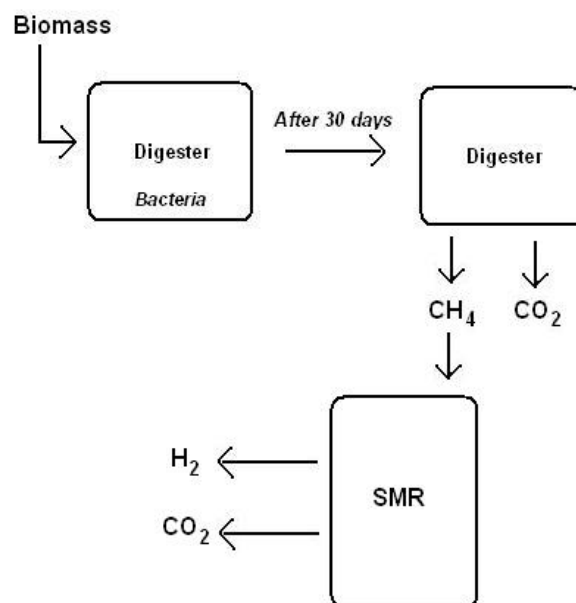 Biomass
Digester
Bacteria
After 30 days
Digester
CH₄
CO₂
SMR
H₂
CO₂